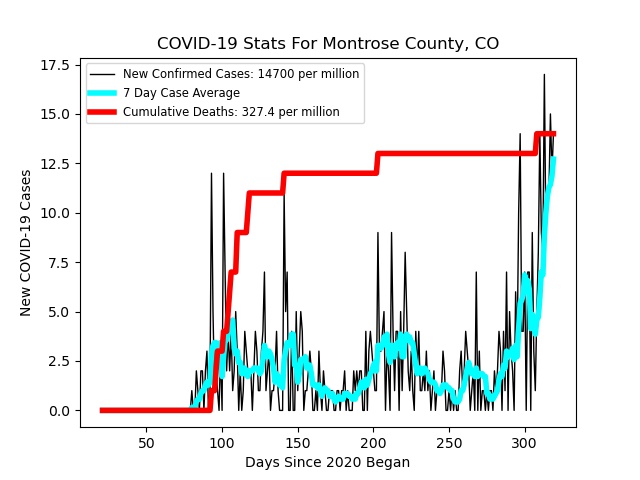 COVID-19 Stats For Montrose County, CO
New Confirmed Cases: 14700 per million
7 Day Case Average
Cumulative Deaths: 327.4 per million
New COVID-19 Cases
17.5
15.0
12.5
10.0
7.5
5.0
2.5
0.0
50 100 150 200 250 300
Days Since 2020 Began